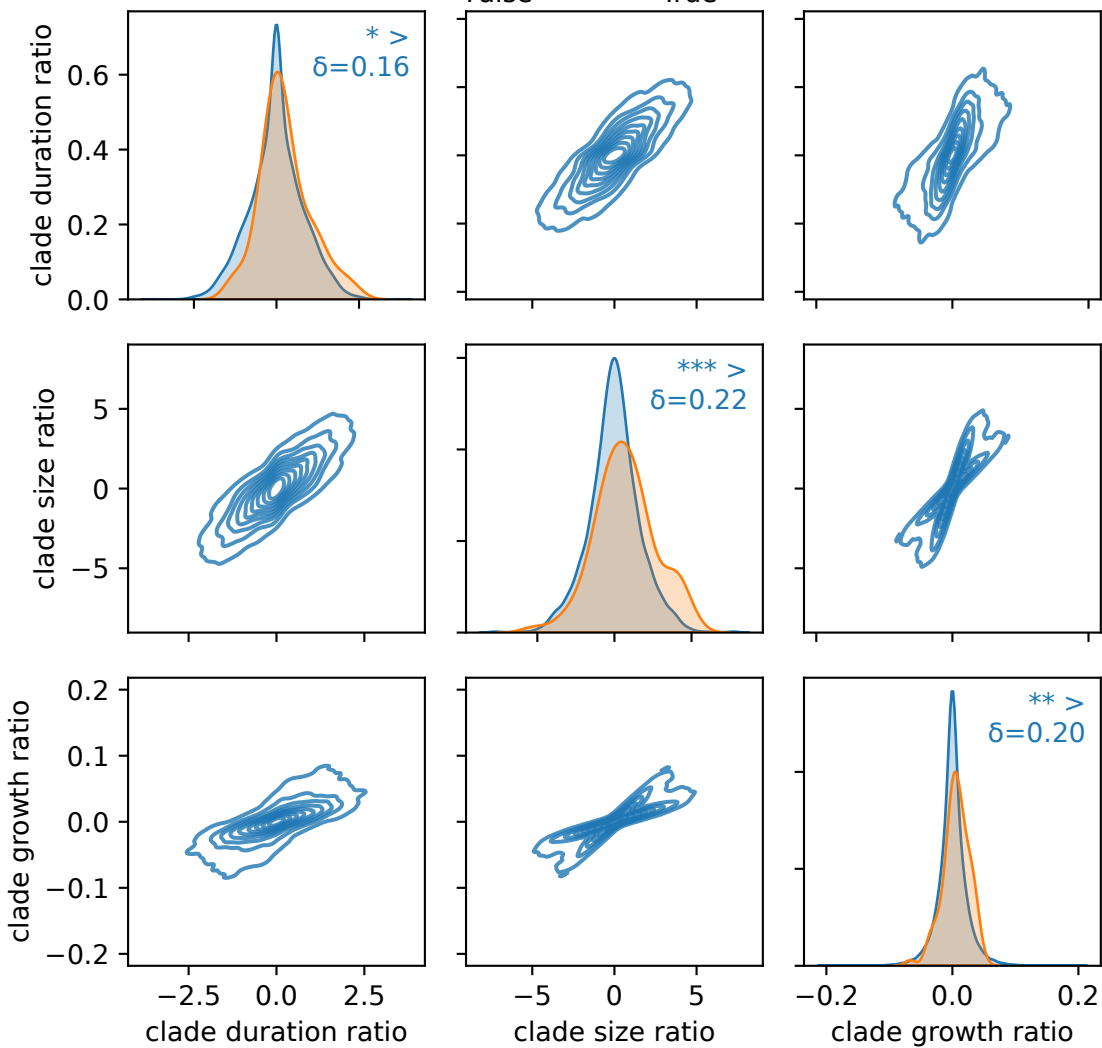 True
clade duration ratio
0.6
0.4
0.2
0.0
* >
δ=0.16
clade size ratio
5
0
−5
*** >
δ=0.22
clade growth ratio
0.2
0.1
0.0
−0.1
−0.2
** >
δ=0.20
−2.5 0.0 2.5
−5 0 5
−0.2 0.0 0.2
clade duration ratio
clade size ratio
clade growth ratio